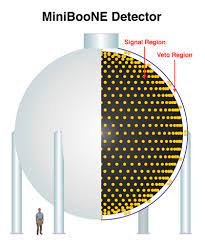 MiniBooNE Detector
Signal Region
Veto Region